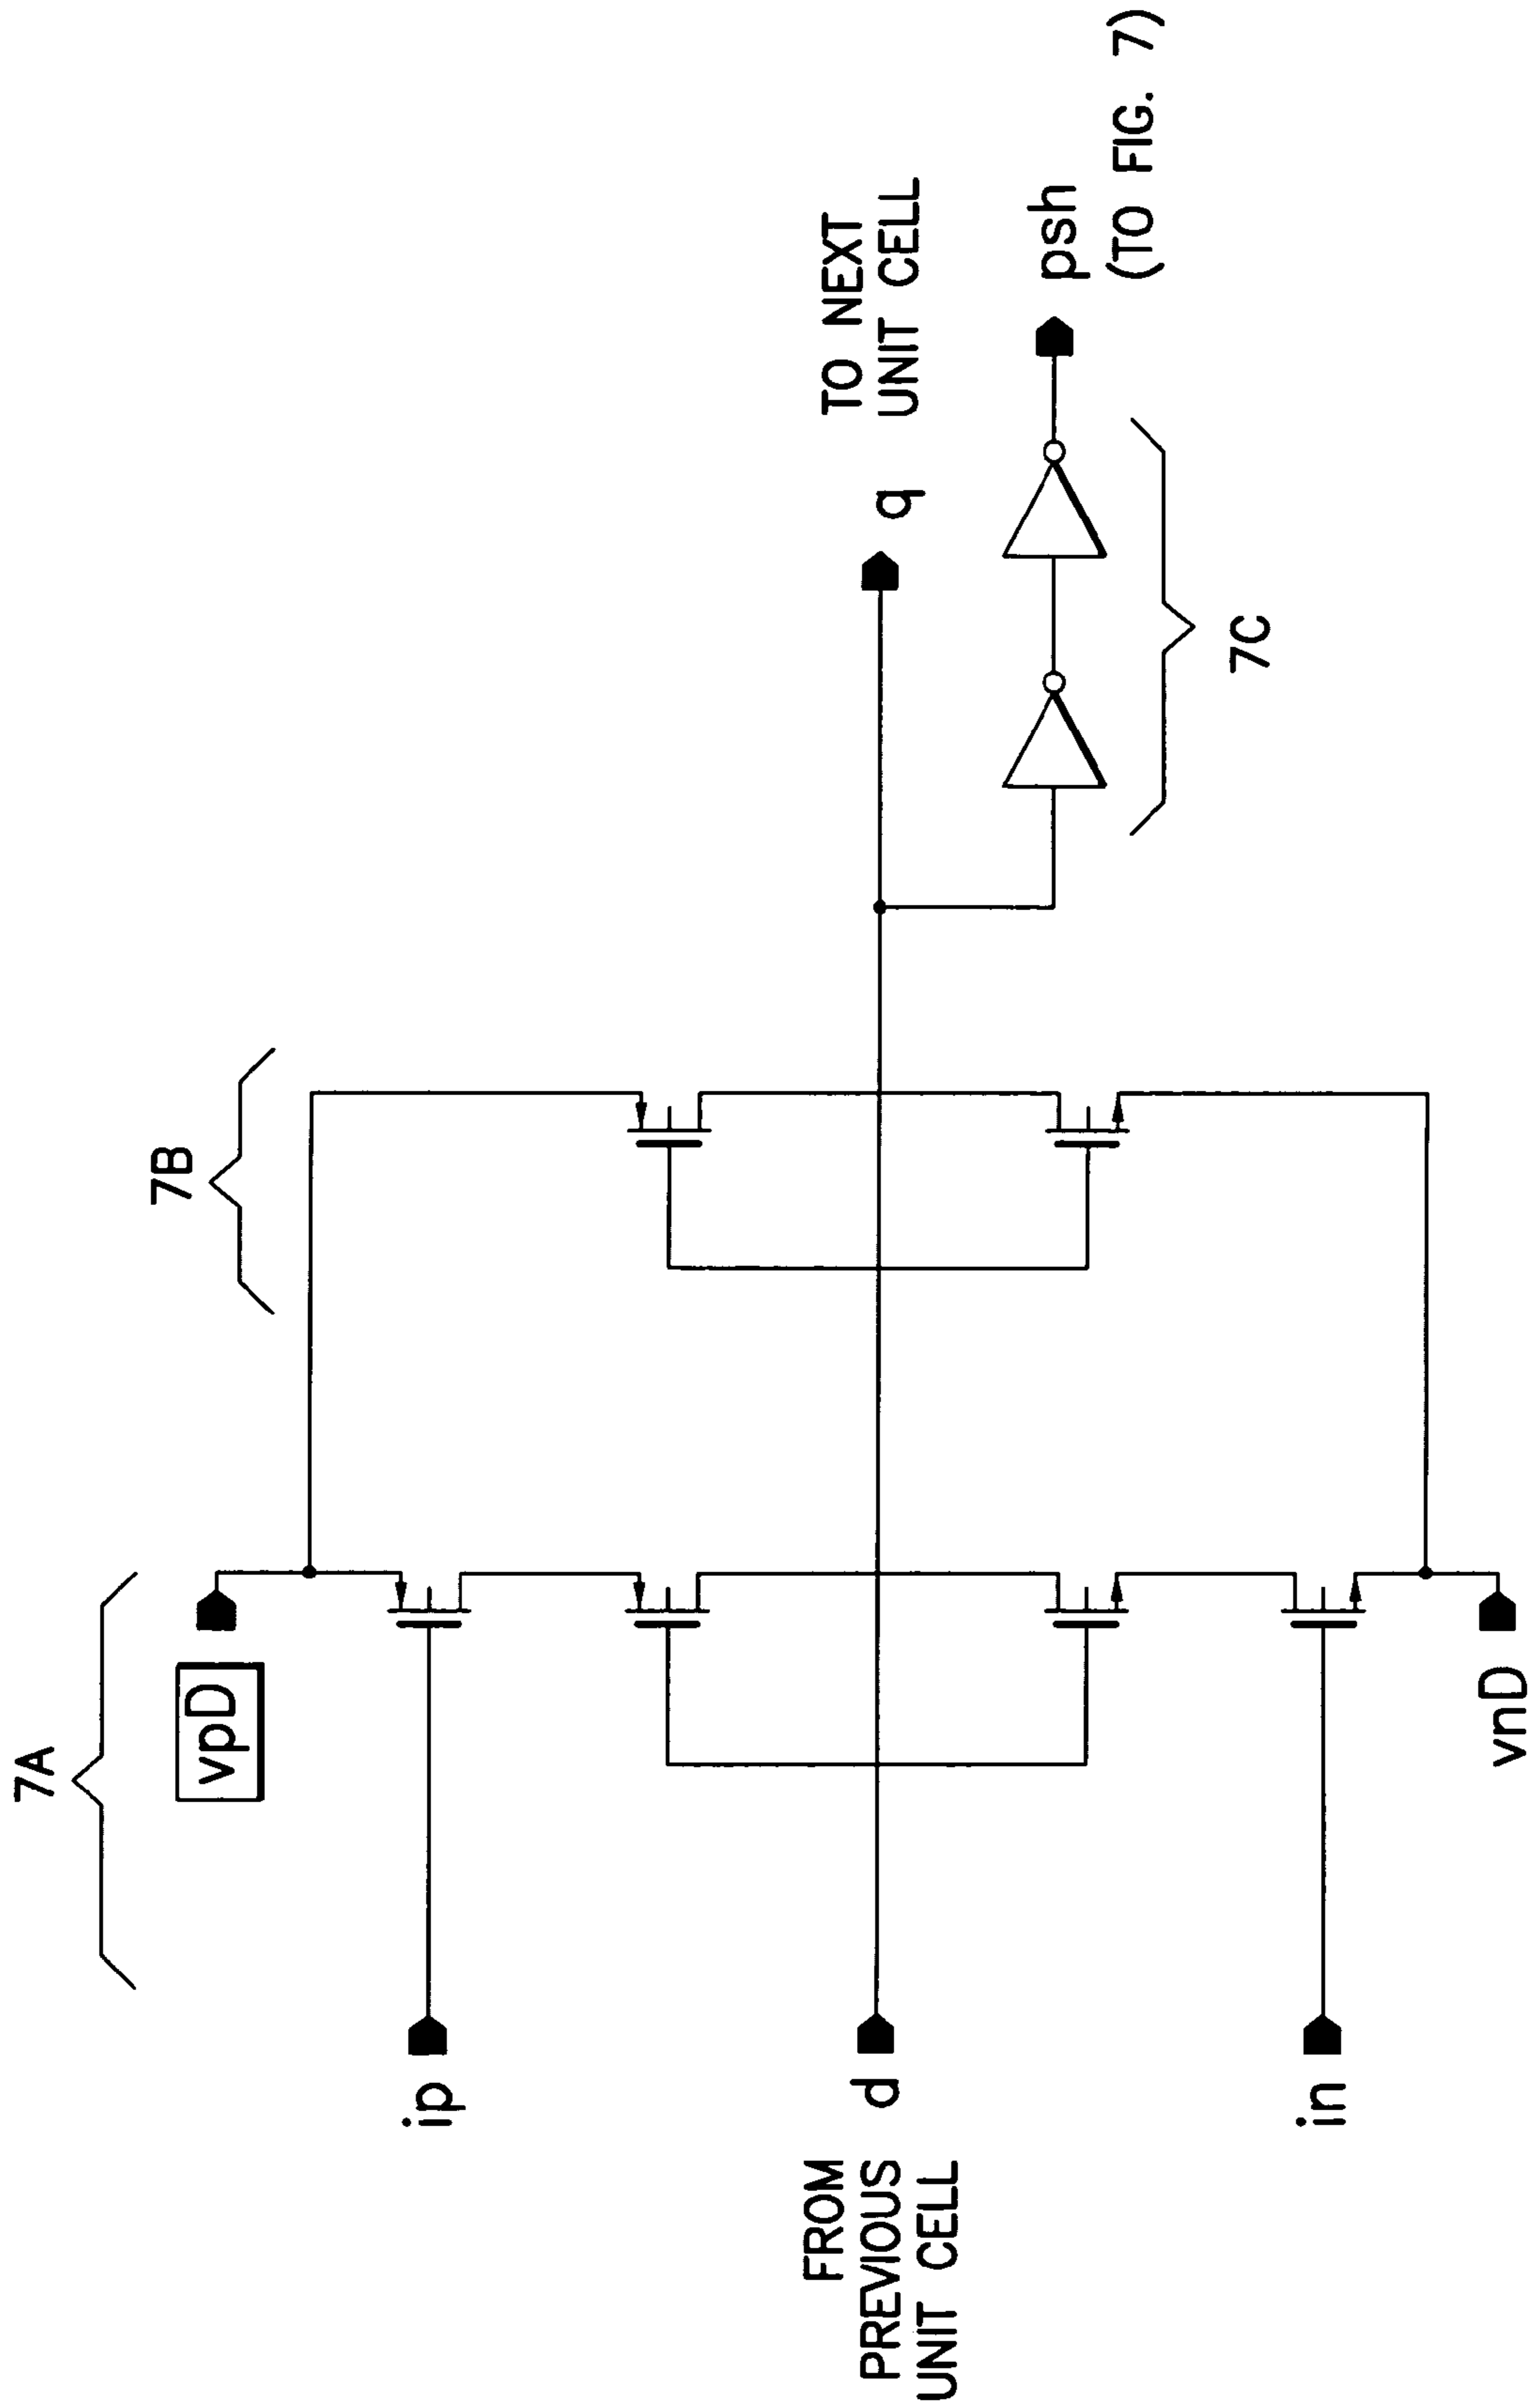 7A
7B
vpD
ip
FROM
PREVIOUS
UNIT CELL
d
in
vnD
TO NEXT
UNIT CELL
q
psh
(TO FIG. 7)
7C